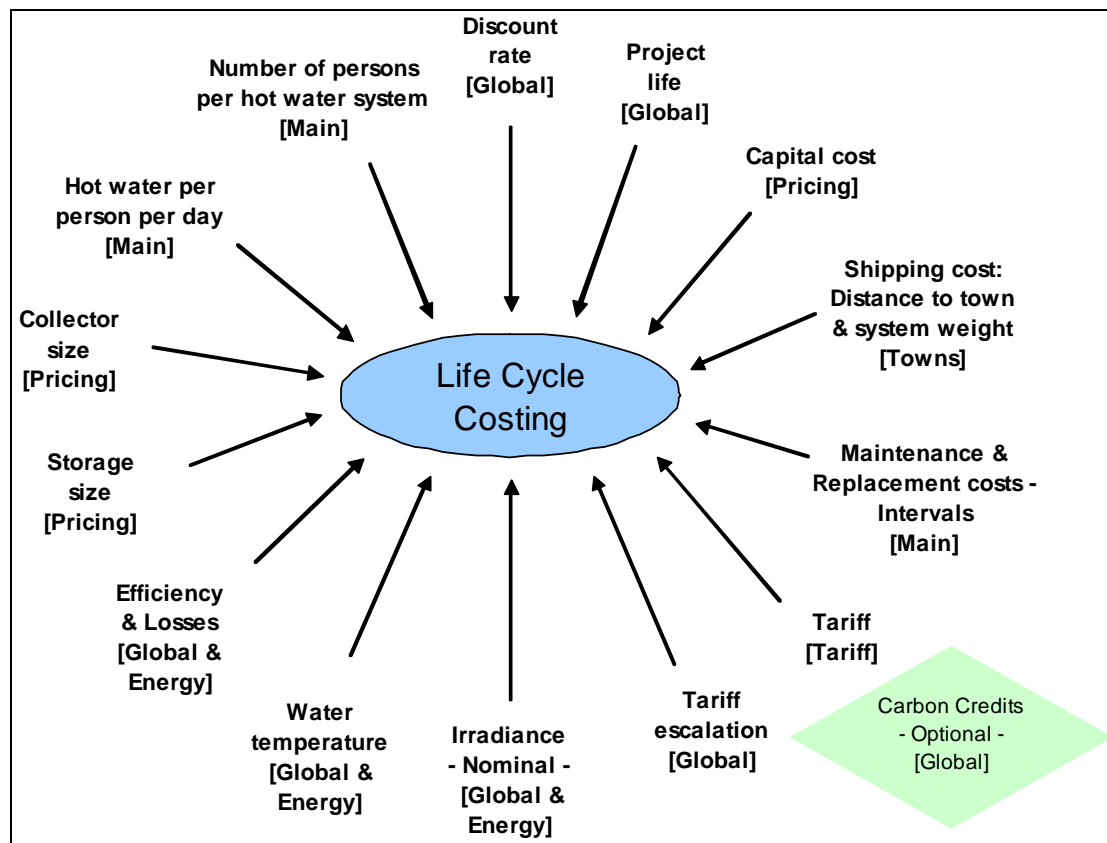 Discount
rate
[Global]
Number of persons
per hot water system
[Main]
Project
life
[Global]
Capital cost
[Pricing]
Hot water per
person per day
[Main]
Shipping cost:
Distance to town
& system weight
[Towns]
Collector
size
[Pricing]
Life Cycle
Costing
Storage
size
[Pricing]
Maintenance &
Replacement costs -
Intervals
[Main]
Efficiency
& Losses
[Global &
Energy]
Tariff
[Tariff]
Water
temperature
[Global &
Energy]
Irradiance
- Nominal -
[Global &
Energy]
Tariff
escalation
[Global]
Carbon Credits
- Optional -
[Global]